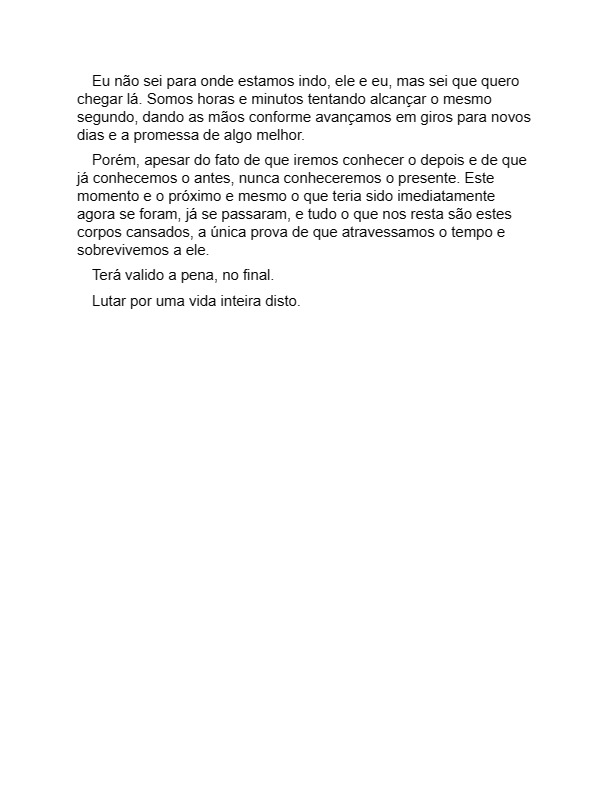 Eu não sei para onde estamos indo, ele e eu, mas sei que quero
chegar lá. Somos horas e minutos tentando alcançar o mesmo
segundo, dando as mãos conforme avançamos em giros para novos
dias e a promessa de algo melhor.
Porém, apesar do fato de que iremos conhecer o depois e de que
já conhecemos o antes, nunca conheceremos o presente. Este
momento e o próximo e mesmo o que teria sido imediatamente
agora se foram, já se passaram, e tudo o que nos resta são estes
corpos cansados, a única prova de que atravessamos o tempo e
sobrevivemos a ele.
Terá valido a pena, no final.
Lutar por uma vida inteira disto.